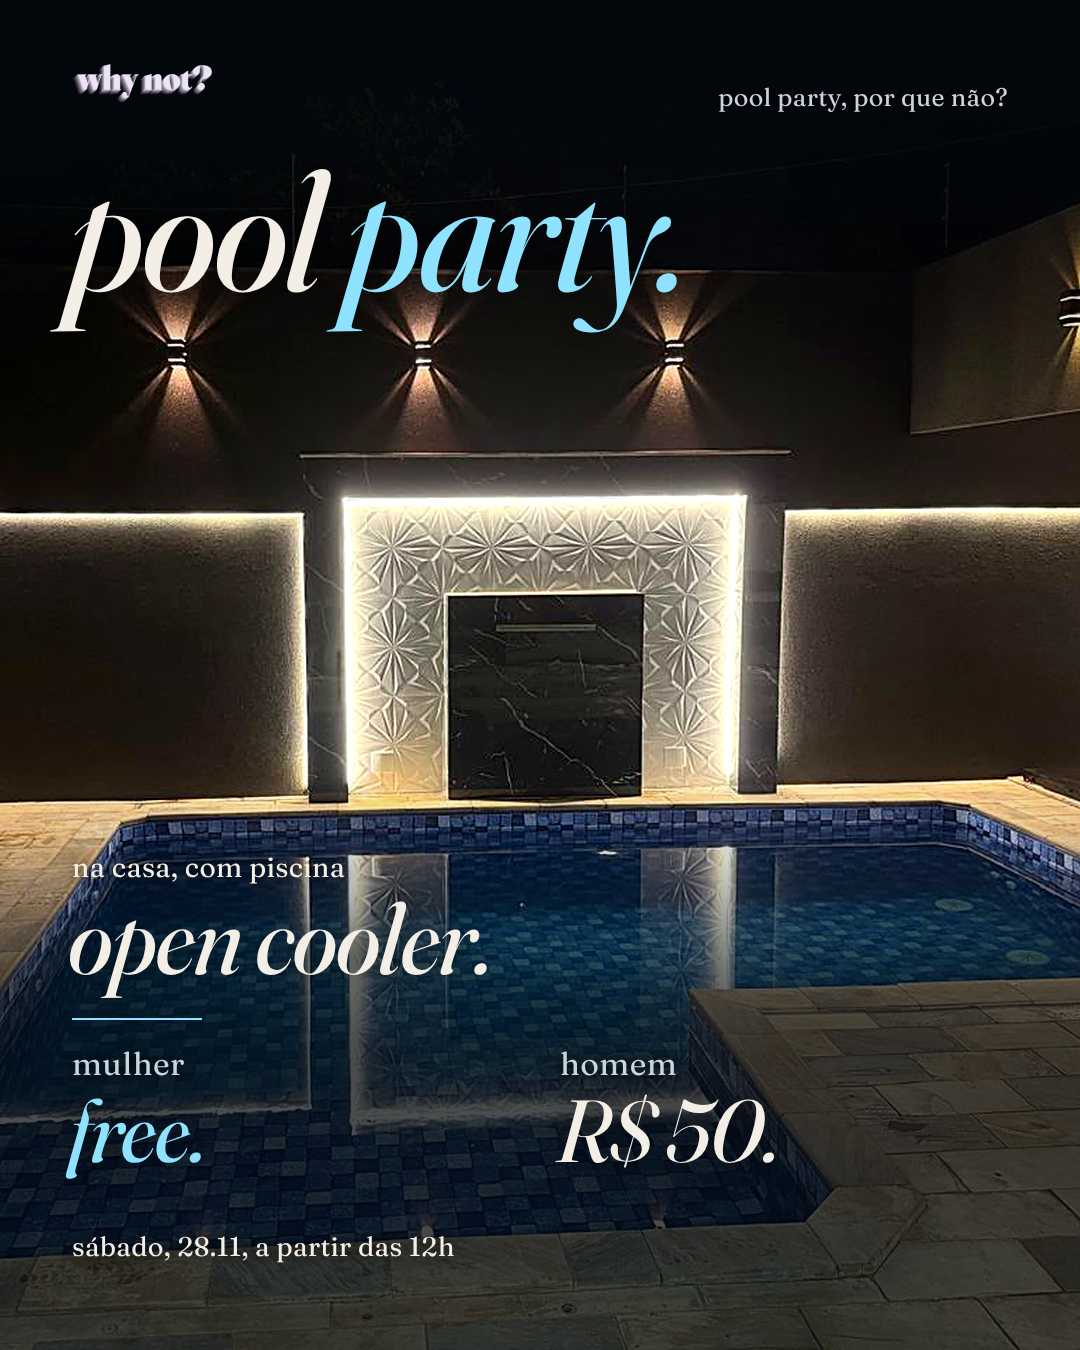 why not?
pool party, por que não?
pool party.
na casa, com piscina
open cooler.
mulher
free.
homem
R$ 50.
sábado, 28.11, a partir das 12h